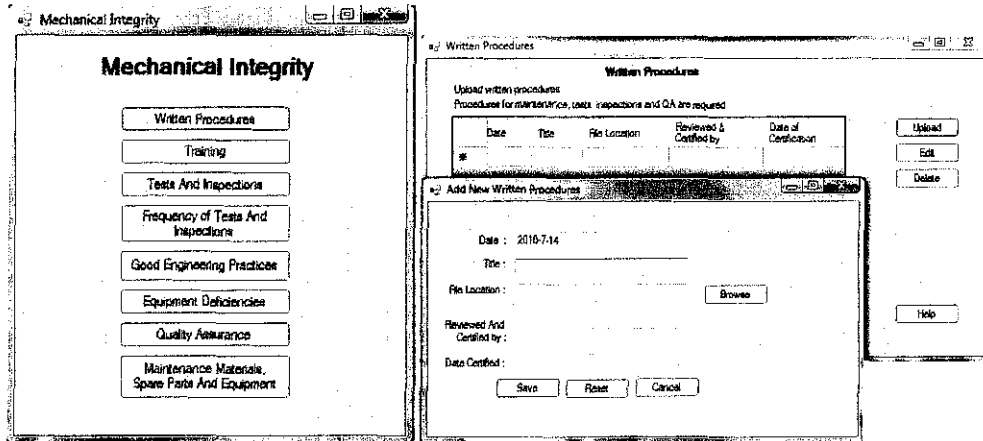 Mechanical Integrity
Mechanical Integrity
Written Procedures
Training
Tests And Inspections
Frequency of Tests And
Inspections
Good Engineering Practices
Equipment Deficiencies
Quality Assurance
Maintenance Materials,
Spare Parts And Equipment
Written Procedures
Written Procedures
Upload written procedures
Procedures for maintenance, tests, inspections and QA are required
Date Title File Location Reviewed & Certified by Date of Certification
*
Upload
Edit
Delete
Help
Add New Written Procedures
Date : 2010-7-14
Title :
File Location :
Browse
Reviewed And
Certified by :
Date Certified :
Save Reset Cancel